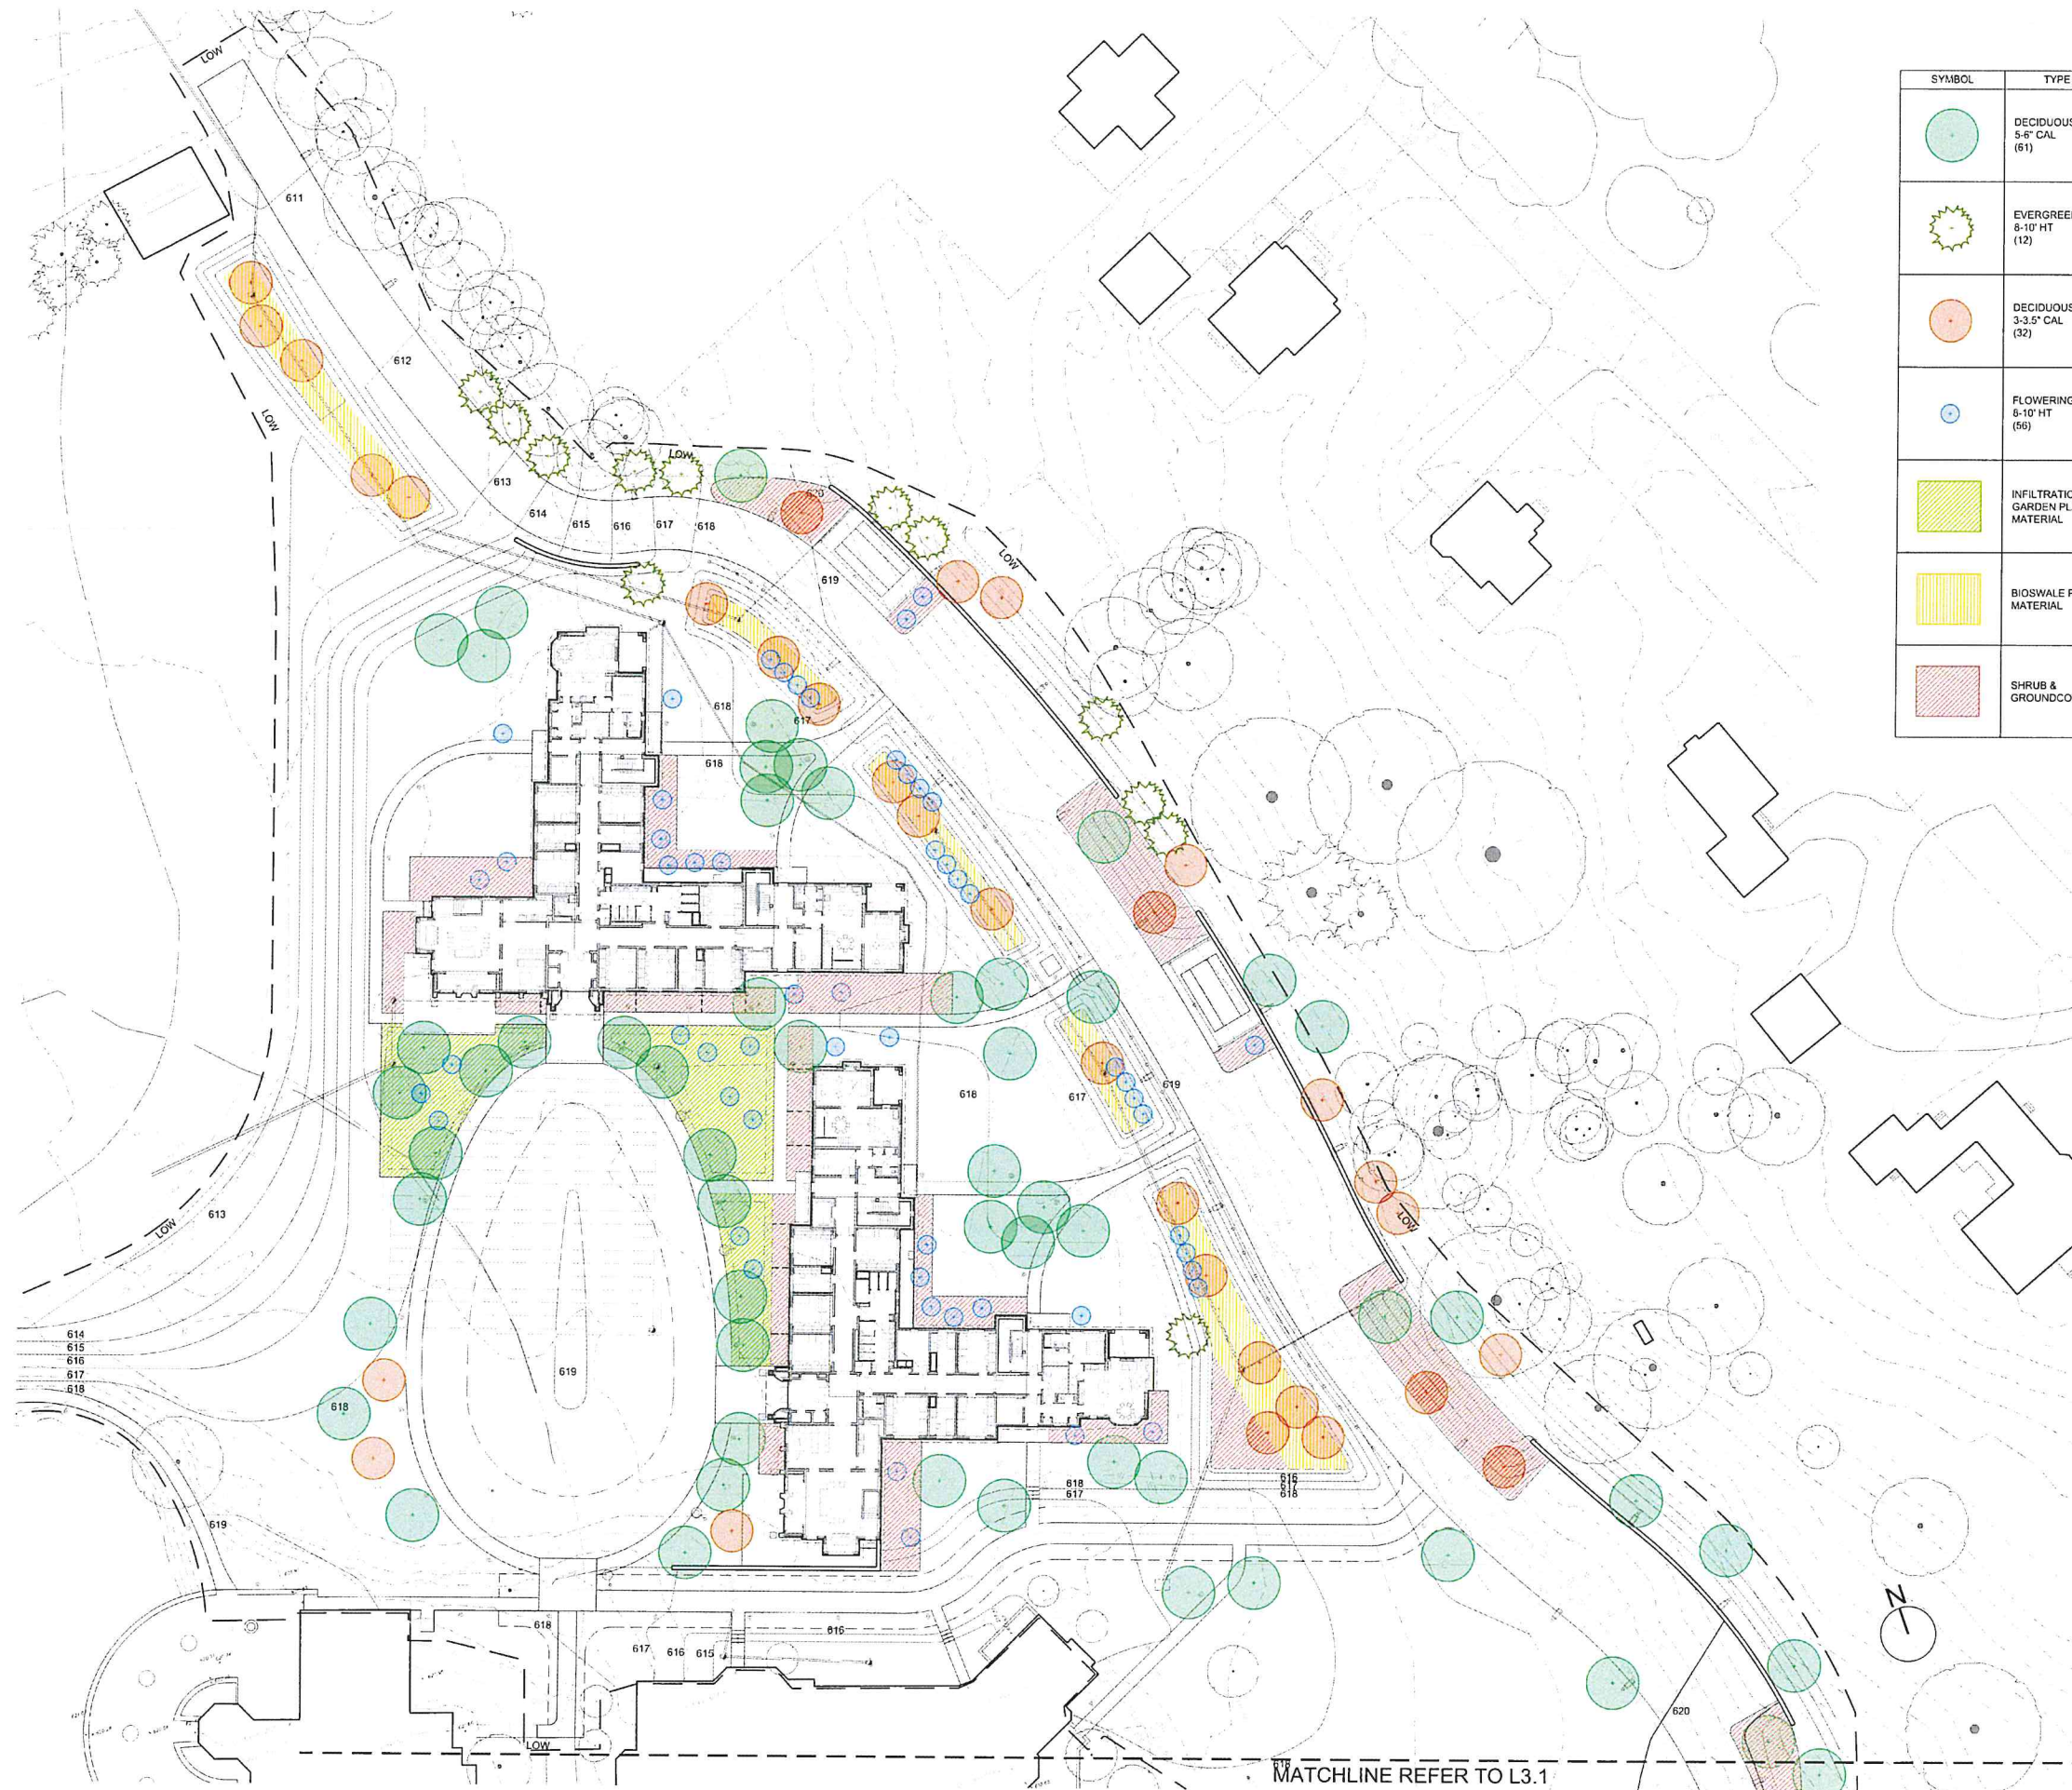 SYMBOL
TYPE
DECIDUOUS
5-6" CAL
(61)
EVERGREE
8-10' HT
(12)
DECIDUOUS
3-3.5" CAL
(32)
FLOWERING
8-10' HT
(56)
INFILTRATIO
GARDEN PL
MATERIAL
BIOSWALE P
MATERIAL
SHRUB &
GROUNDCO
LOW
611
612
LOW
LOW
613
614
615
616
617
618
620
619
LOW
618
617
618
619
617
618
LOW
613
LOW
614
615
616
617
618
618
619
619
618
617
616
617
618
618
617
616
615
616
LOW
620
N
618
MATCHLINE REFER TO L3.1